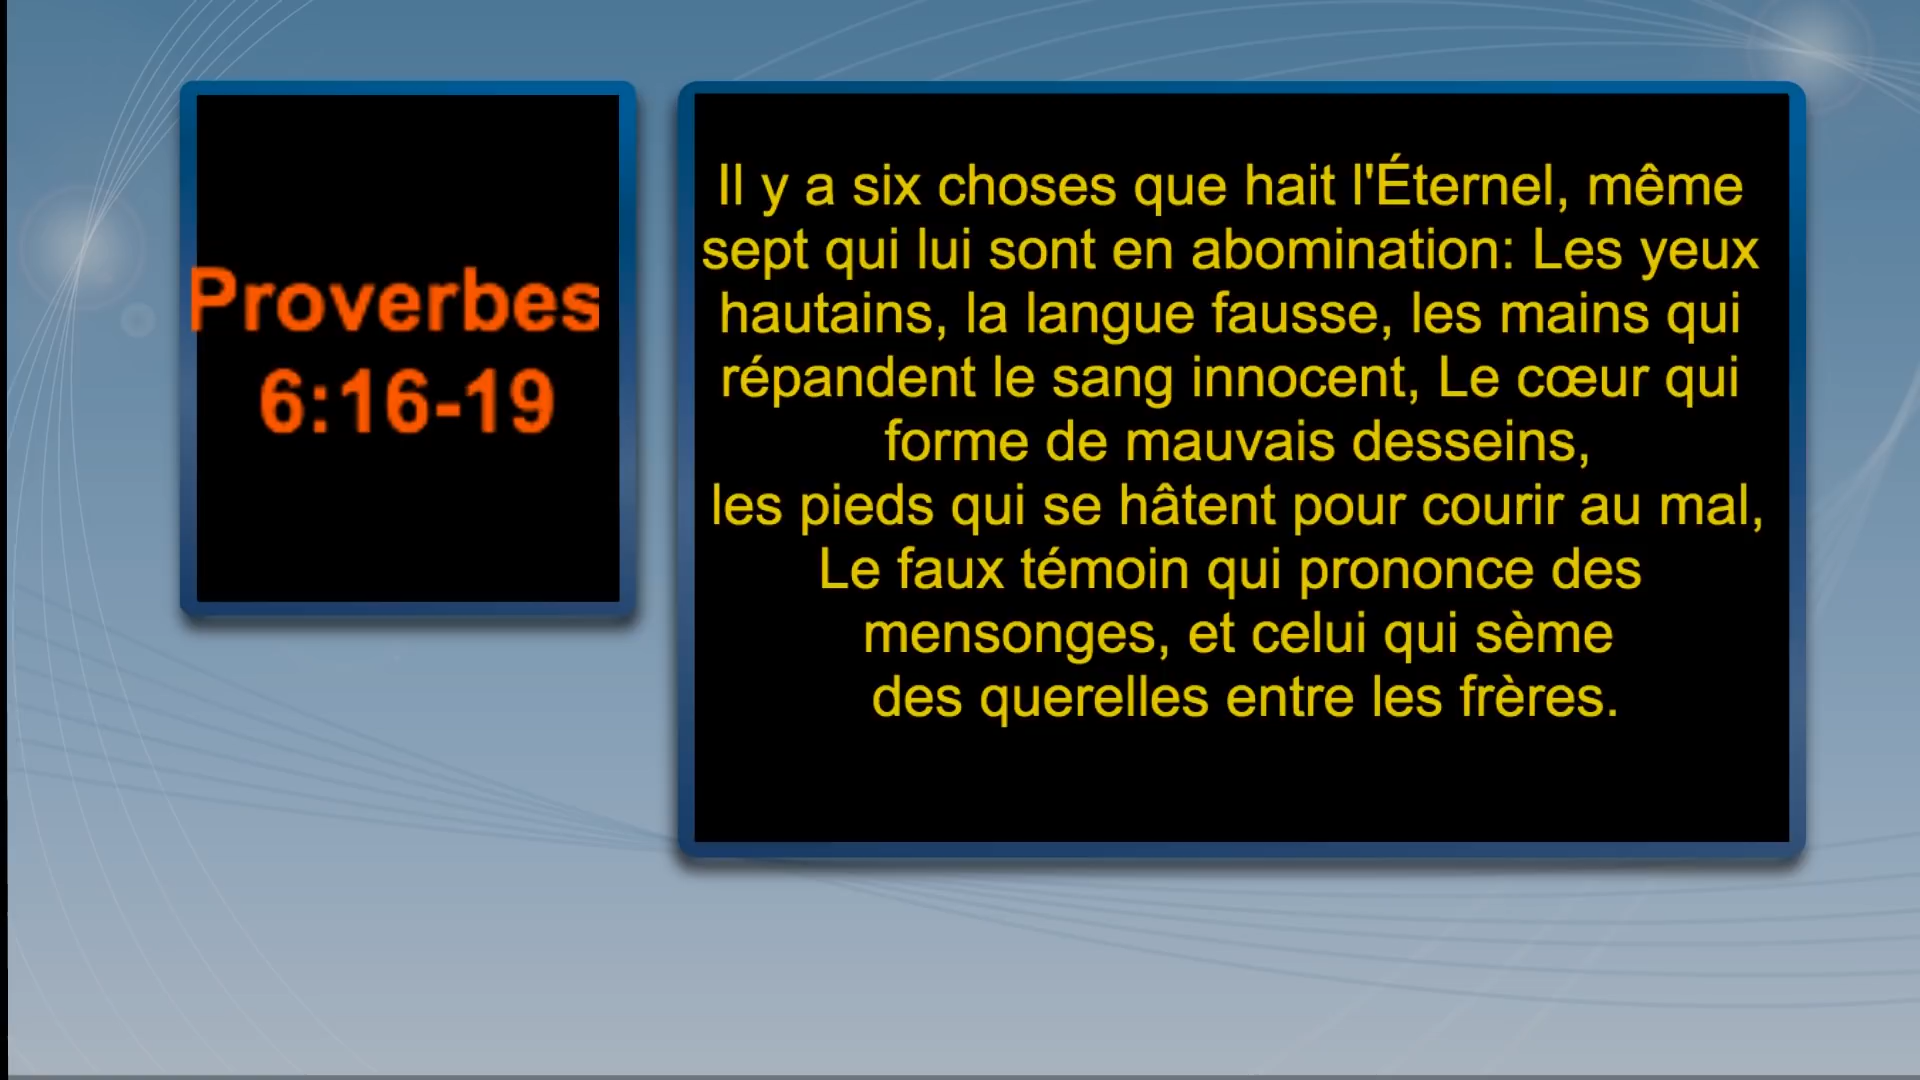 Proverbes
6:16-19
Il y a six choses que hait l'Éternel, même
sept qui lui sont en abomination: Les yeux
hautains, la langue fausse, les mains qui
répandent le sang innocent, Le cœur qui
forme de mauvais desseins,
les pieds qui se hâtent pour courir au mal,
Le faux témoin qui prononce des
mensonges, et celui qui sème
des querelles entre les frères.